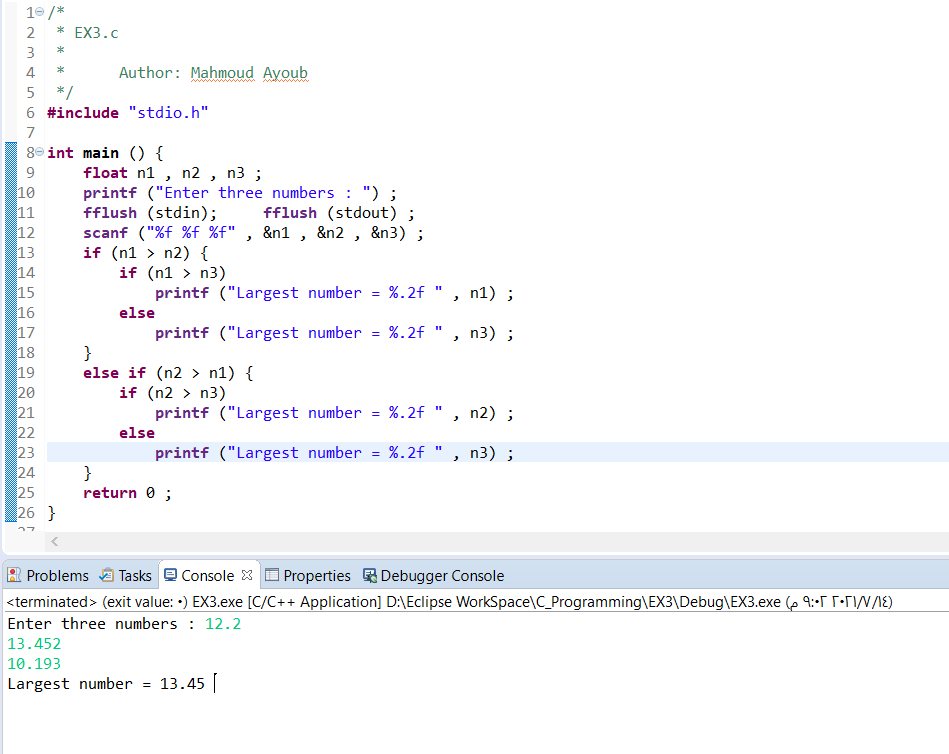 1 /*
2 * EX3.c
3 *
4 * Author: Mahmoud Ayoub
5 */
6 #include "stdio.h"
7
8 int main () {
9 float n1 , n2 , n3 ;
10 printf ("Enter three numbers : ") ;
11 fflush (stdin); fflush (stdout) ;
12 scanf ("%f %f %f" , &n1 , &n2 , &n3) ;
13 if (n1 > n2) {
14 if (n1 > n3)
15 printf ("Largest number = %.2f " , n1) ;
16 else
17 printf ("Largest number = %.2f " , n3) ;
18 }
19 else if (n2 > n1) {
20 if (n2 > n3)
21 printf ("Largest number = %.2f " , n2) ;
22 else
23 printf ("Largest number = %.2f " , n3) ;
24 }
25 return 0 ;
26 }
27
Problems Tasks Console Properties Debugger Console
<terminated> (exit value: ٠) EX3.exe [C/C++ Application] D:\Eclipse WorkSpace\C_Programming\EX3\Debug\EX3.exe (٢٠٢١/٧/١٤ ٩:٠٢ م)
Enter three numbers : 12.2
13.452
10.193
Largest number = 13.45